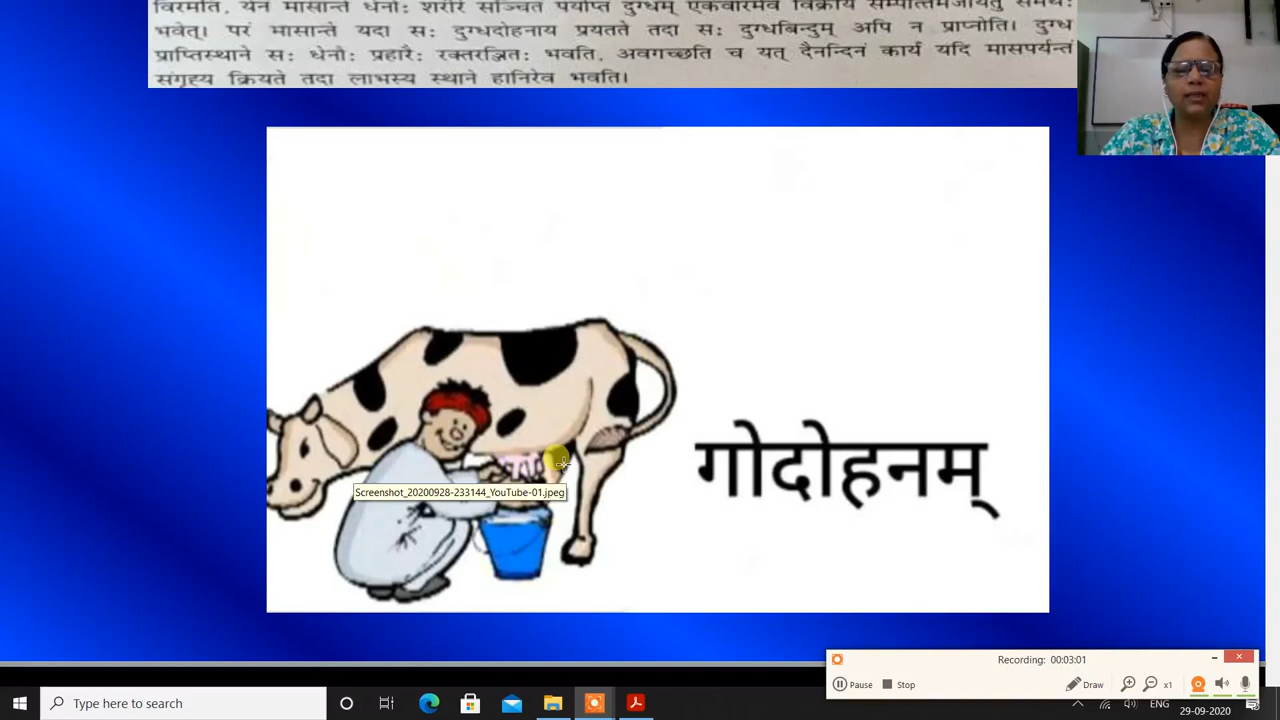 विरमति, येन मासान्ते धेनोः शरीरे सञ्चितं पर्याप्तं दुग्धम् एकवारमेव विक्रीय सम्पत्तिमर्जयितुं समर्थः
भवेत्। परं मासान्ते यदा सः दुग्धदोहनाय प्रयतते तदा सः दुग्धबिन्दुम् अपि न प्राप्नोति। दुग्ध
प्राप्तिस्थाने सः धेनोः प्रहारैः रक्तरञ्जितः भवति, अवगच्छति च यत् दैनन्दिनं कार्यं यदि मासपर्यन्तं
संगृह्य क्रियते तदा लाभस्य स्थाने हानिरेव भवति।
गोदोहनम्
Screenshot_20200928-233144_YouTube-01.jpeg
Recording: 00:03:01
Pause Stop Draw x1
Type here to search
ENG
29-09-2020